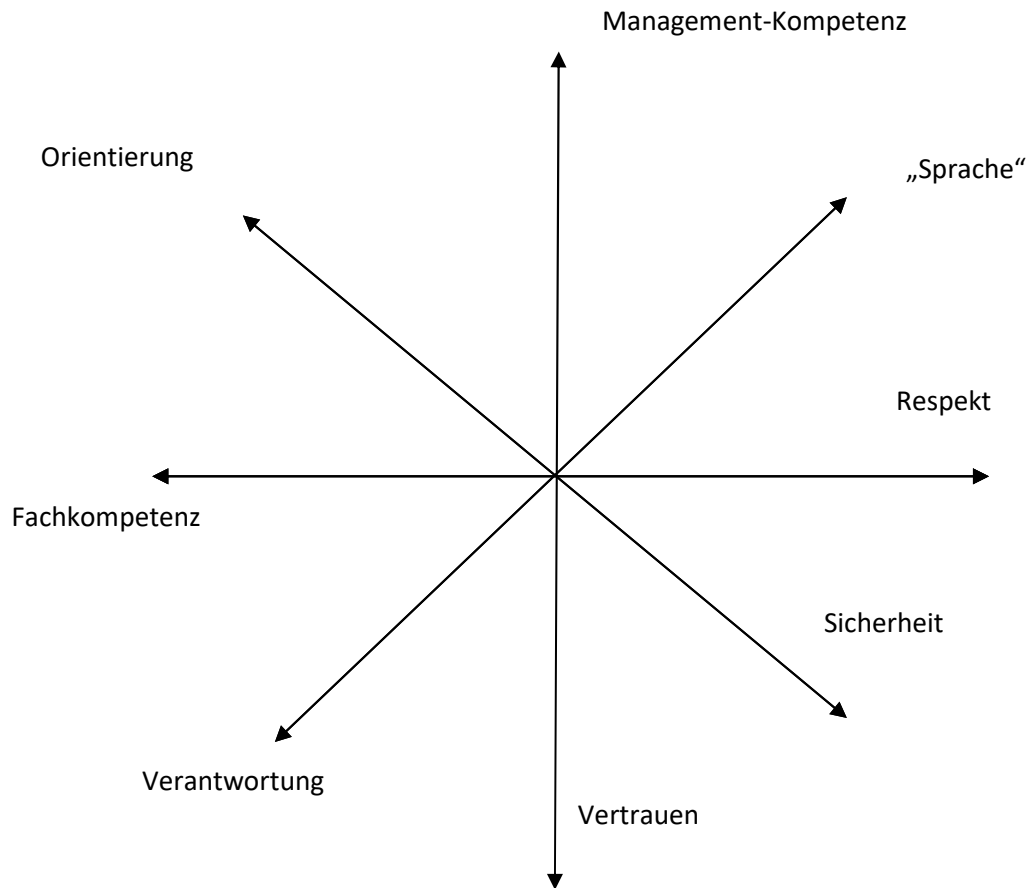 Management-Kompetenz
Orientierung
„Sprache“
Respekt
Fachkompetenz
Sicherheit
Verantwortung
Vertrauen